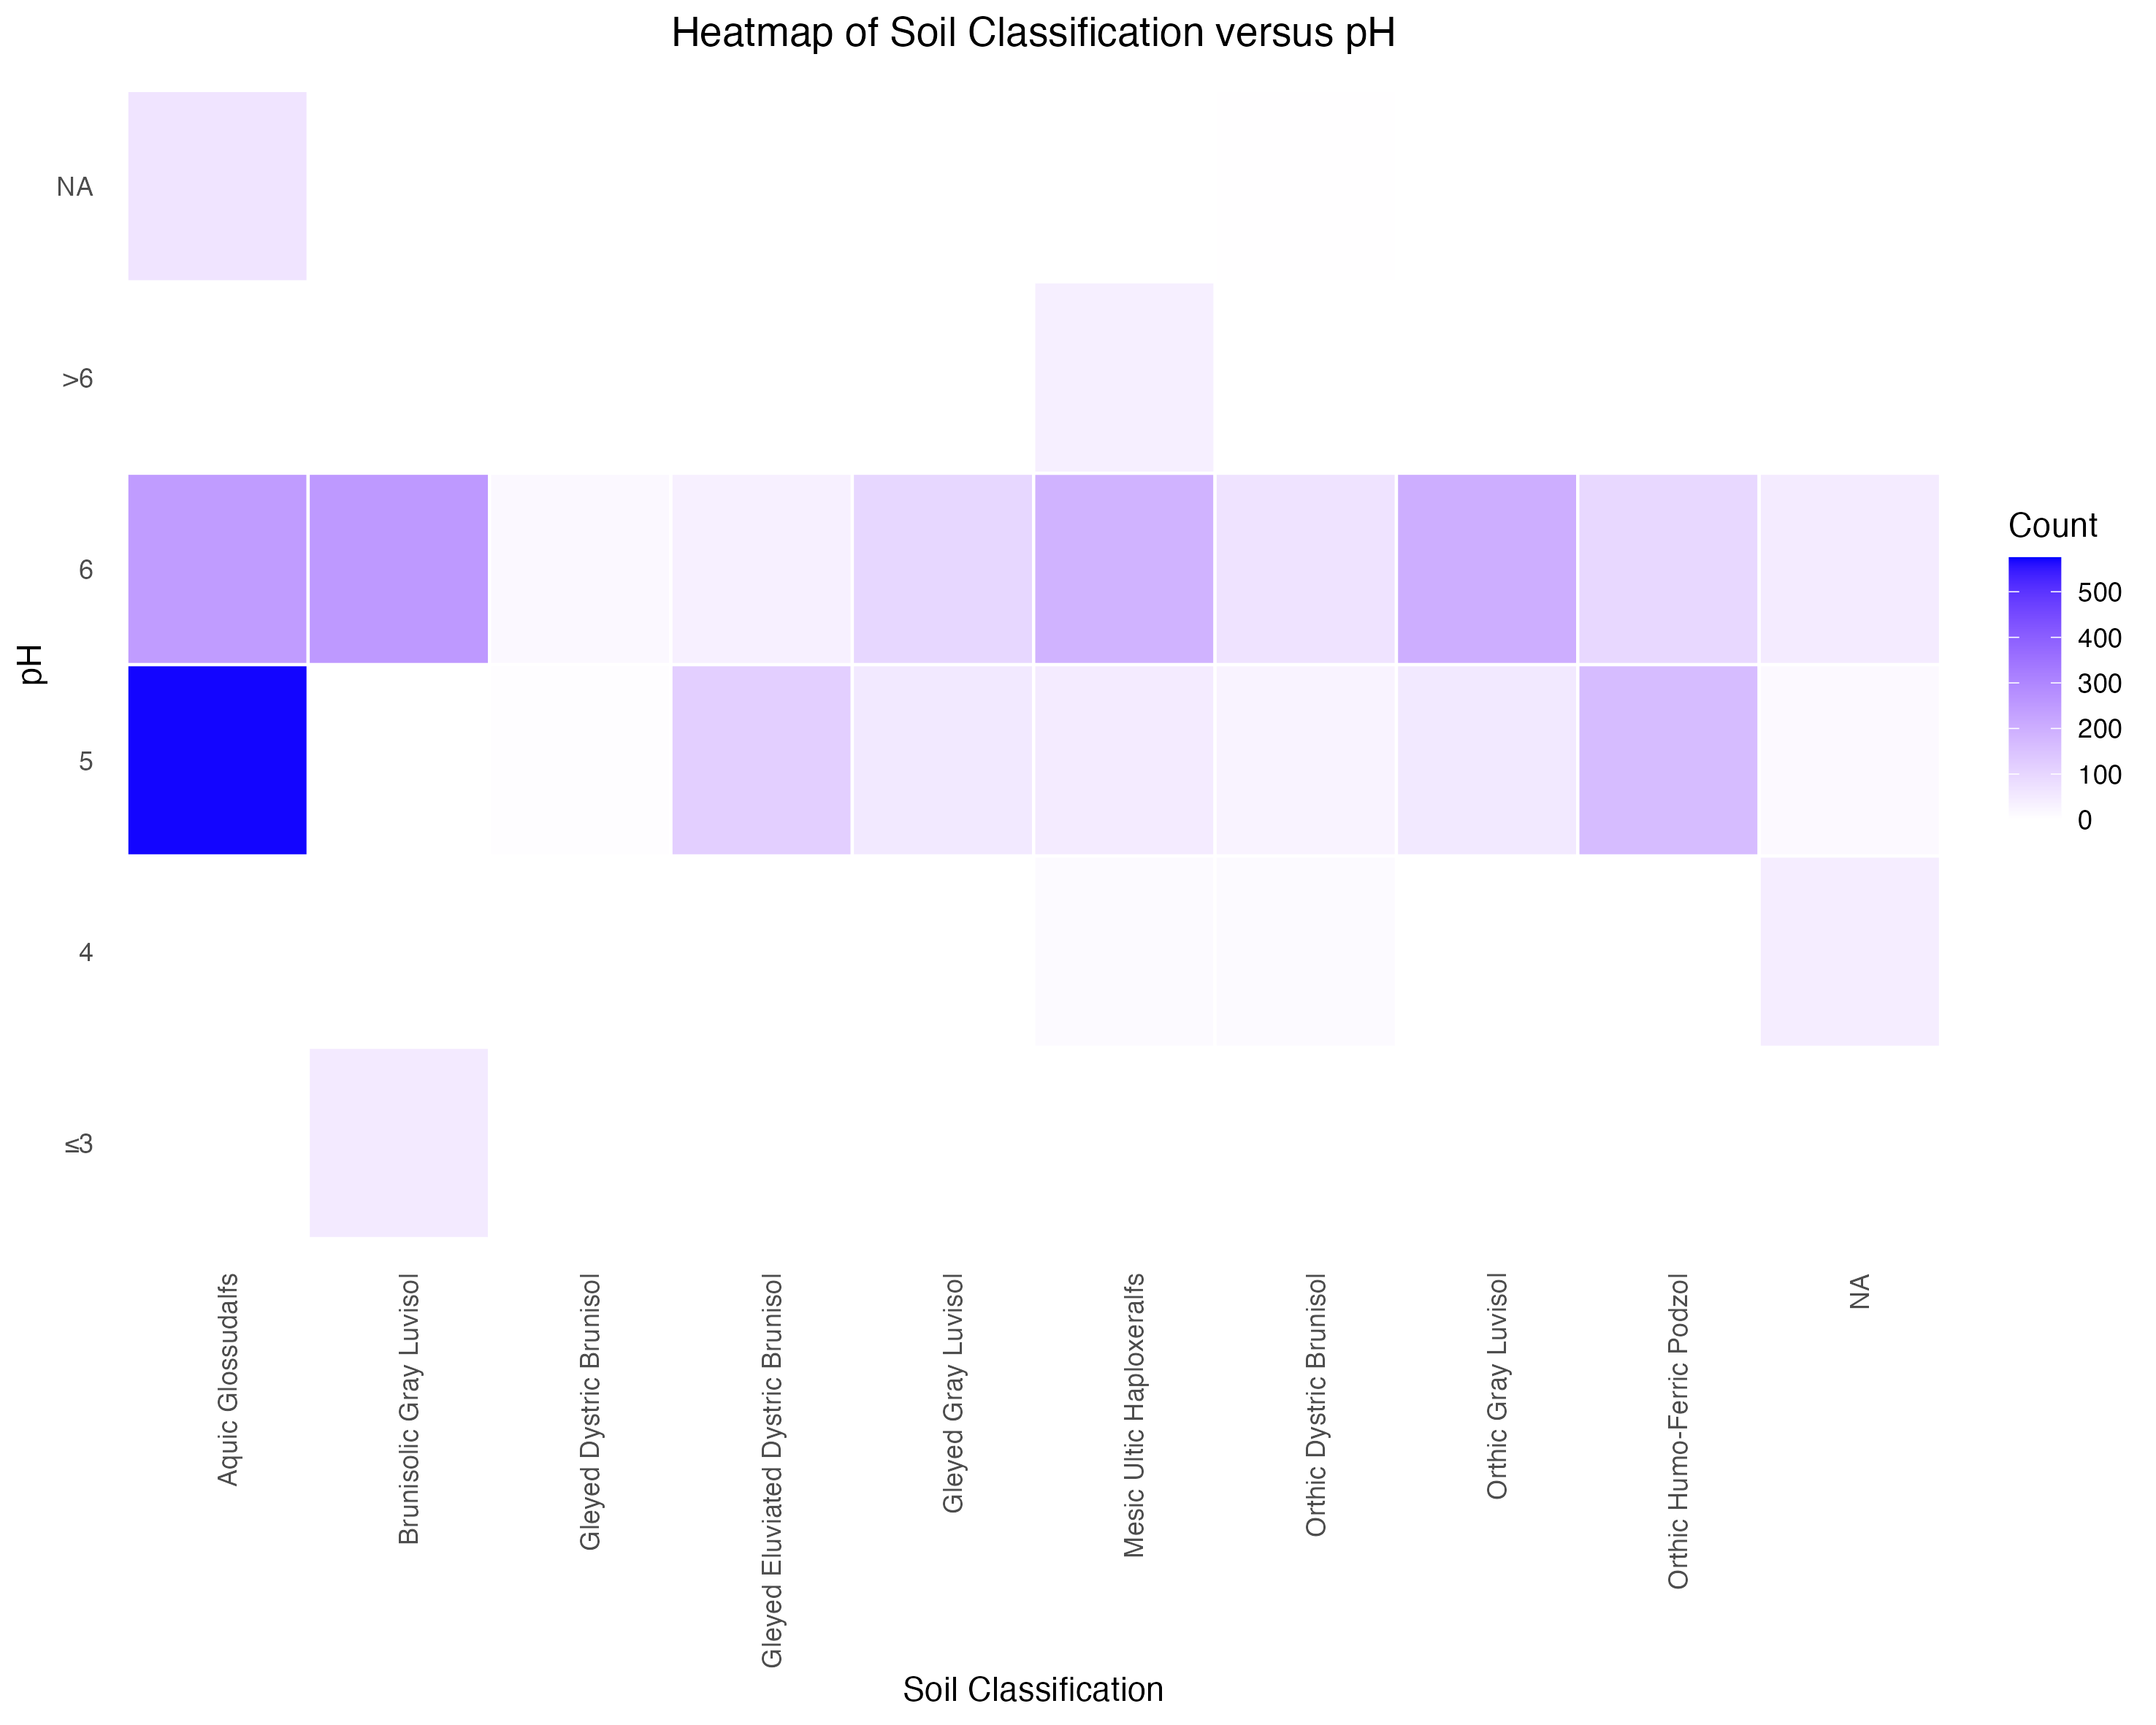 Heatmap of Soil Classification versus pH
NA
>6
6
5
4
≤3
pH
Count
500
400
300
200
100
0
Aquic Glossudalfs
Brunisolic Gray Luvisol
Gleyed Dystric Brunisol
Gleyed Eluviated Dystric Brunisol
Gleyed Gray Luvisol
Mesic Ultic Haploxeralfs
Orthic Dystric Brunisol
Orthic Gray Luvisol
Orthic Humo-Ferric Podzol
NA
Soil Classification